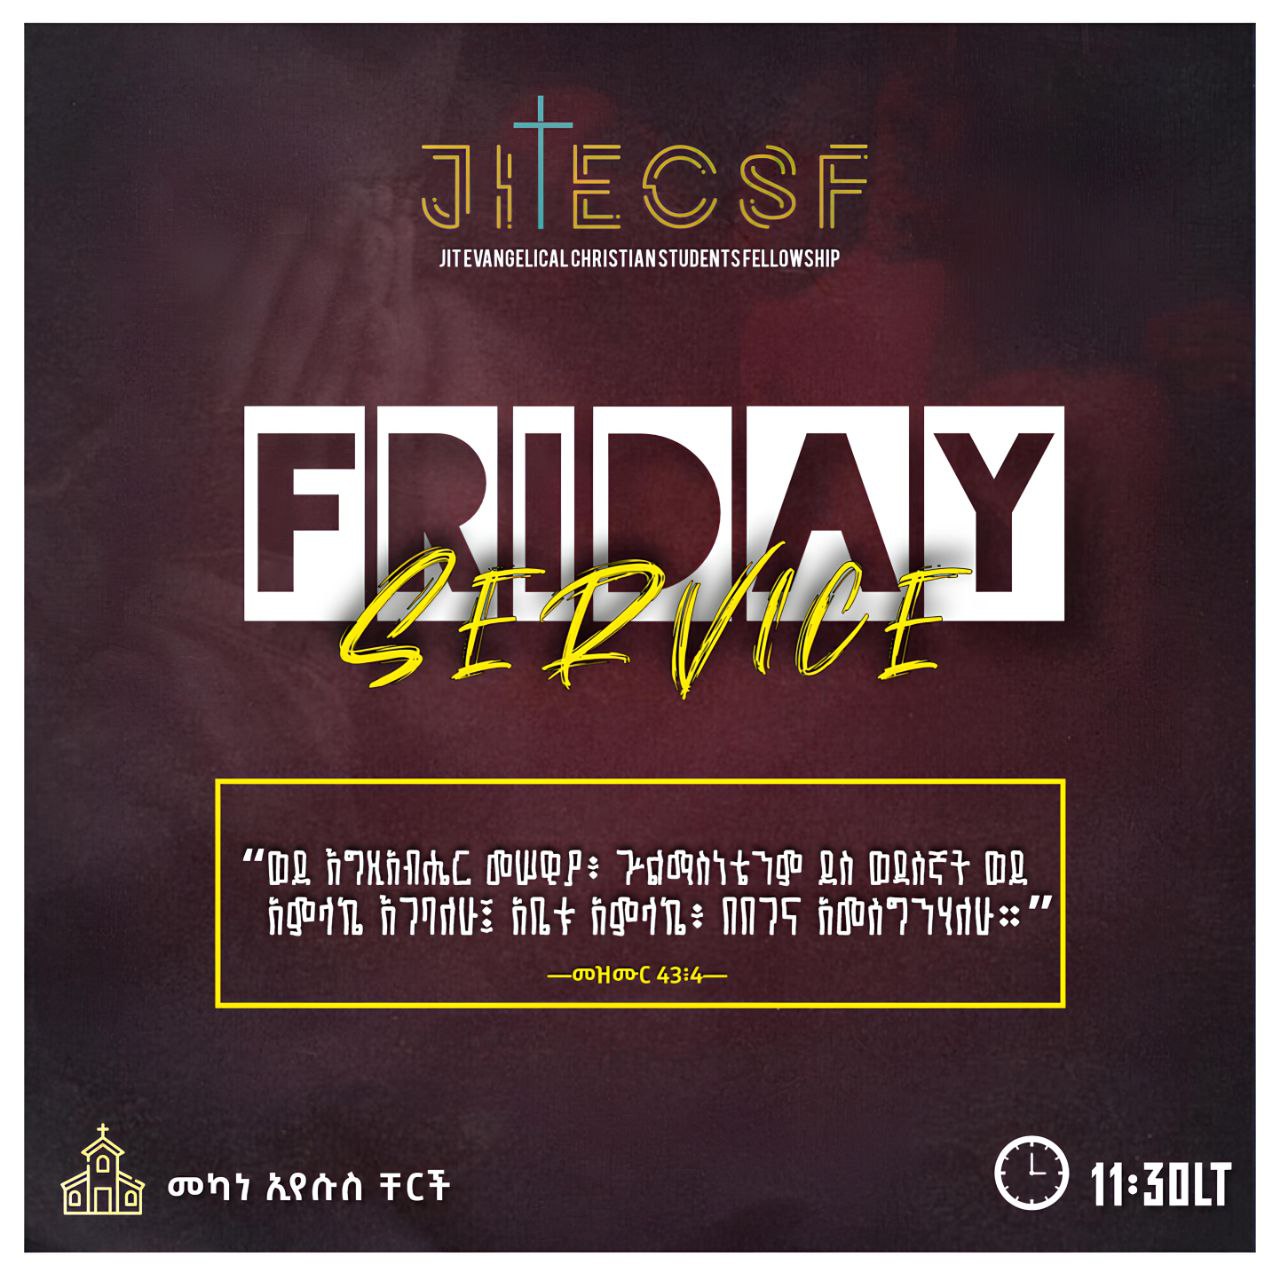 JITECSF
JIT EVANGELICAL CHRISTIAN STUDENTS FELLOWSHIP
FRIDAY
SERVICE
“ወደ እግዚአብሔር መሠዊያ፥ ጕልማስነቴንም ደስ ወደሰኛት ወደ
አምላኬ እገባለሁ፤ አቤቱ አምላኬ፥ በበገና አመሰግንሃለሁ።”
—መዝሙር 43፥4—
መካነ ኢየሱስ ቸርች
11:30LT